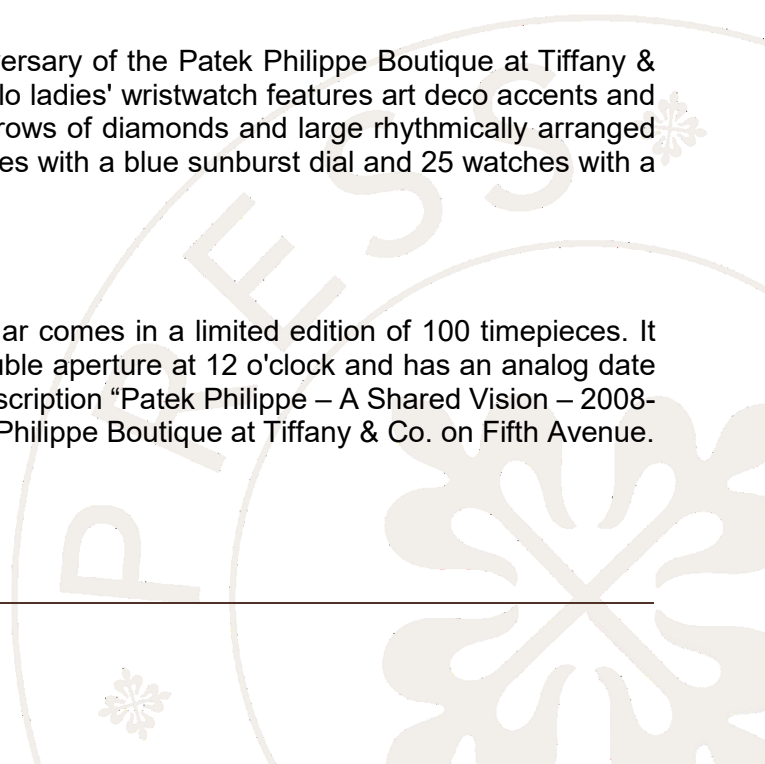 ersary of the Patek Philippe Boutique at Tiffany &
lo ladies' wristwatch features art deco accents and
rows of diamonds and large rhythmically arranged
es with a blue sunburst dial and 25 watches with a
ar comes in a limited edition of 100 timepieces. It
ble aperture at 12 o'clock and has an analog date
scription “Patek Philippe – A Shared Vision – 2008-
Philippe Boutique at Tiffany & Co. on Fifth Avenue.
PRESS